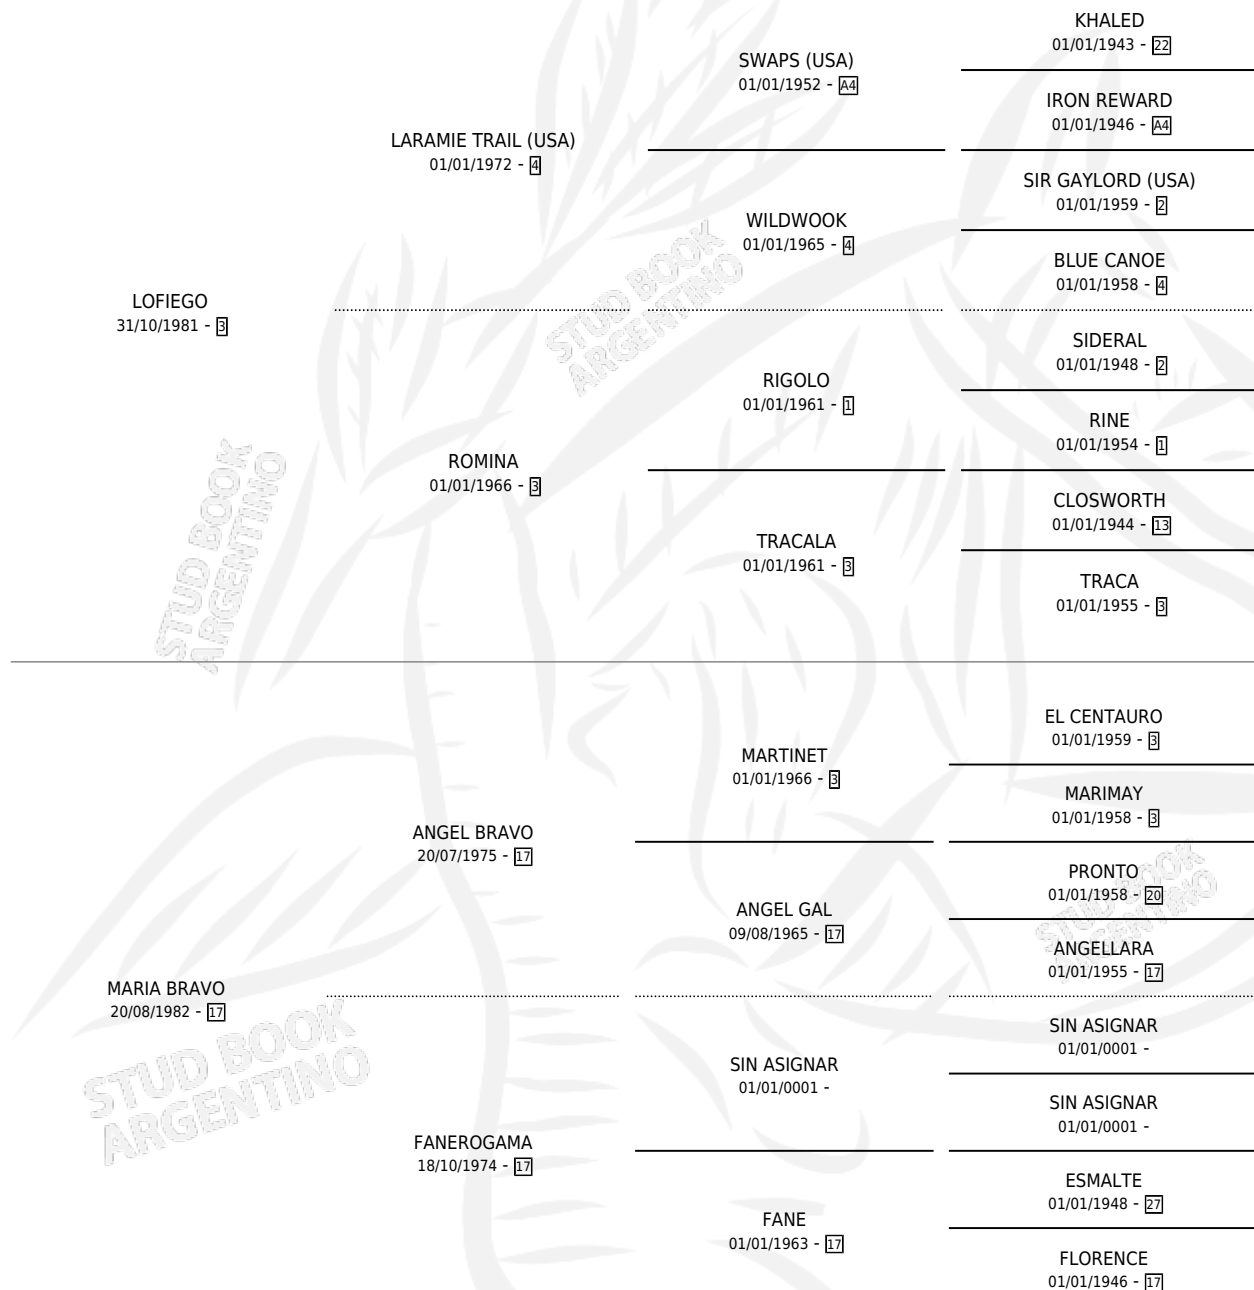 KHALED
01/01/1943 - 22
SWAPS (USA)
01/01/1952 - A4
IRON REWARD
01/01/1946 - A4
LARAMIE TRAIL (USA)
01/01/1972 - 4
SIR GAYLORD (USA)
01/01/1959 - 2
WILDWOOK
01/01/1965 - 4
BLUE CANOE
01/01/1958 - 4
LOFIEGO
31/10/1981 - 3
STUD BOOK
ARGENTINO
SIDERAL
01/01/1948 - 2
RIGOLO
01/01/1961 - 1
RINE
01/01/1954 - 1
ROMINA
01/01/1966 - 3
CLOSWORTH
01/01/1944 - 13
TRACALA
01/01/1961 - 3
TRACA
01/01/1955 - 3
STUD BOOK
ARGENTINO
EL CENTAURO
01/01/1959 - 3
MARTINET
01/01/1966 - 3
MARIMAY
01/01/1958 - 3
ANGEL BRAVO
20/07/1975 - 17
PRONTO
01/01/1958 - 20
ANGEL GAL
09/08/1965 - 17
ANGELLARA
01/01/1955 - 17
STUD BOOK
ARGENTINO
MARIA BRAVO
20/08/1982 - 17
SIN ASIGNAR
01/01/0001 -
SIN ASIGNAR
01/01/0001 -
SIN ASIGNAR
01/01/0001 -
STUD BOOK
ARGENTINO
FANEROGAMA
18/10/1974 - 17
ESMALTE
01/01/1948 - 27
FANE
01/01/1963 - 17
FLORENCE
01/01/1946 - 17